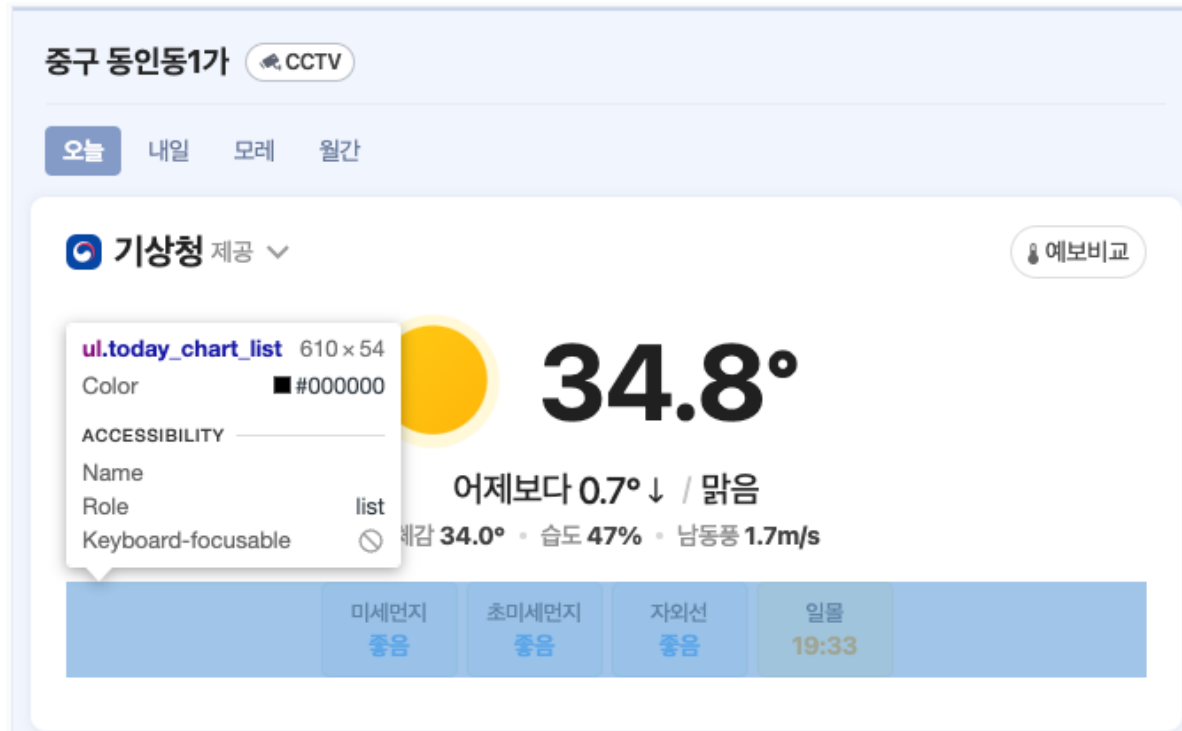 중구 동인동1가 CCTV
오늘 내일 모레 월간
기상청 제공 예보비교
ul.today_chart_list 610 × 54
Color #000000
ACCESSIBILITY
Name
Role list
Keyboard-focusable
34.8°
어제보다 0.7° ↓ / 맑음
34.0° · 습도 47% · 남동풍 1.7m/s
미세먼지 초미세먼지 자외선 일몰
좋음 좋음 좋음 19:33